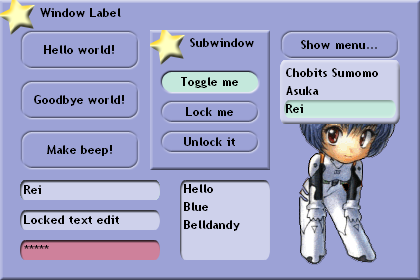 Window Label
Hello world!
Goodbye world!
Make beep!
Subwindow
Toggle me
Lock me
Unlock it
Show menu...
Chobits Sumomo
Asuka
Rei
Rei
Locked text edit
*****
Hello
Blue
Belldandy